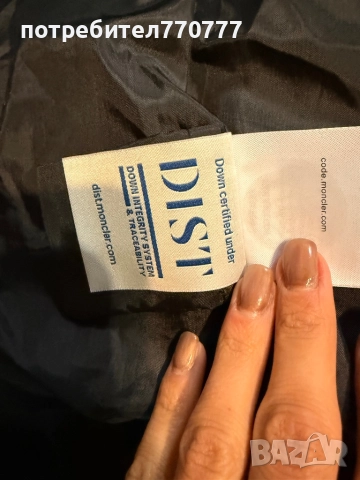 потребител770777
Down certified under
DIST
DOWN INTEGRITY SYSTEM
& TRACEABILITY
dist.moncler.com
code.moncler.com
BAZAR